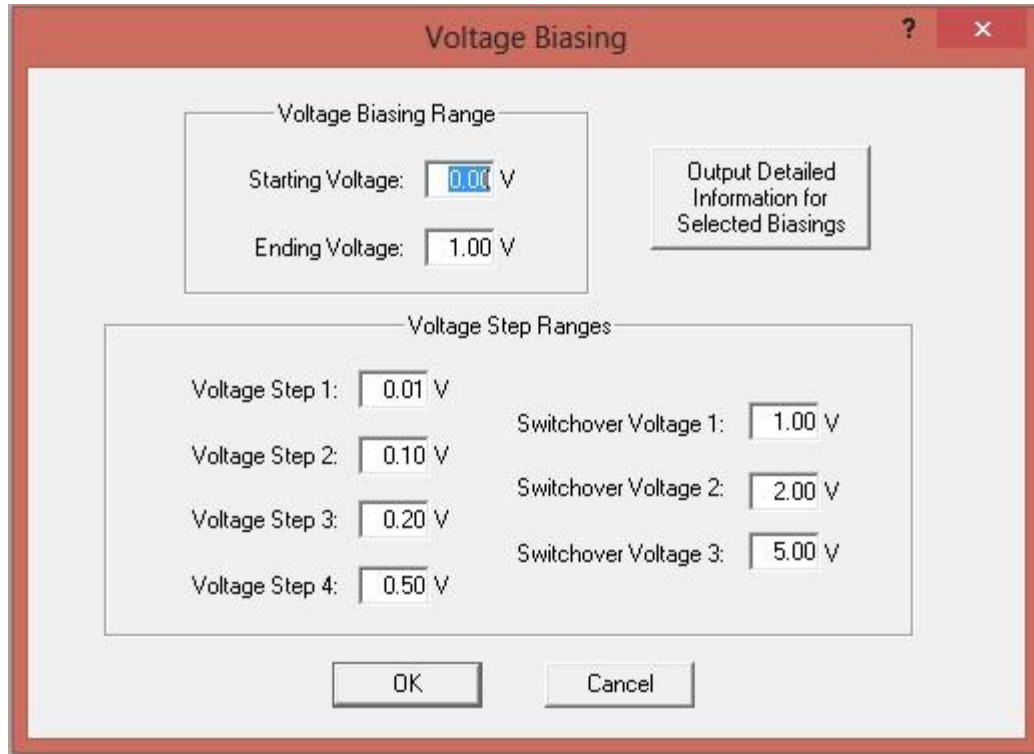 Voltage Biasing
?
×
Voltage Biasing Range
Starting Voltage: 0.00 V
Ending Voltage: 1.00 V
Output Detailed
Information for
Selected Biasings
Voltage Step Ranges
Voltage Step 1: 0.01 V
Voltage Step 2: 0.10 V
Voltage Step 3: 0.20 V
Voltage Step 4: 0.50 V
Switchover Voltage 1: 1.00 V
Switchover Voltage 2: 2.00 V
Switchover Voltage 3: 5.00 V
OK
Cancel